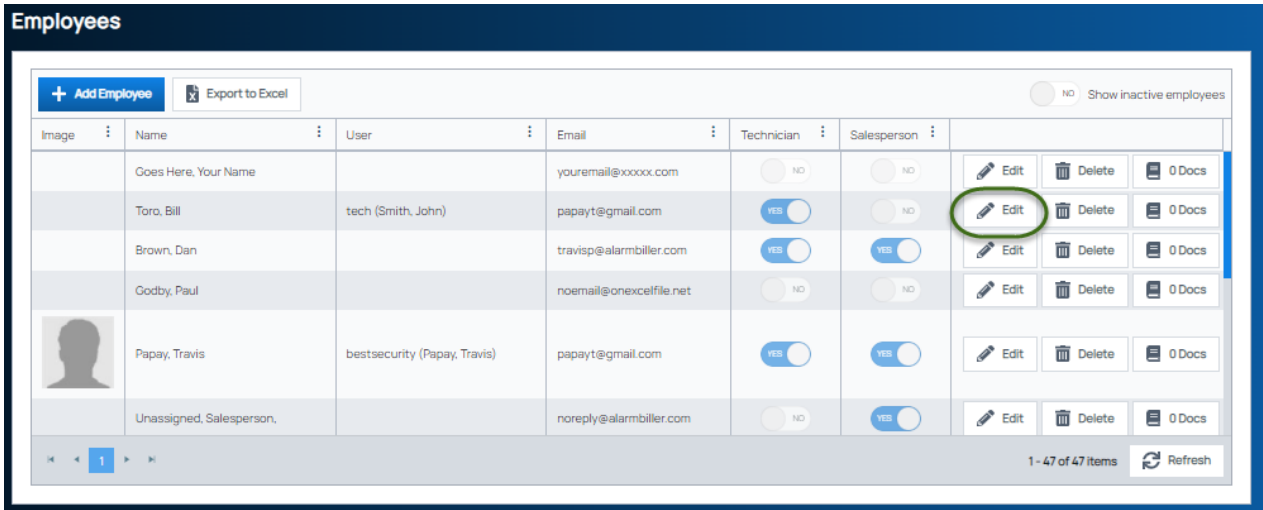 Employees
Add Employee Export to Excel NO Show inactive employees
Image Name User Email Technician Salesperson
Goes Here, Your Name youremail@xxxxx.com NO NO Edit Delete 0 Docs
Toro, Bill tech (Smith, John) papayt@gmail.com YES NO Edit Delete 0 Docs
Brown, Dan travisp@alarmbiller.com YES YES Edit Delete 0 Docs
Godby, Paul noemail@onexcelfile.net NO NO Edit Delete 0 Docs
Papay, Travis bestsecurity (Papay, Travis) papayt@gmail.com YES YES Edit Delete 0 Docs
Unassigned, Salesperson, noreply@alarmbiller.com NO YES Edit Delete 0 Docs
1 1 - 47 of 47 items Refresh